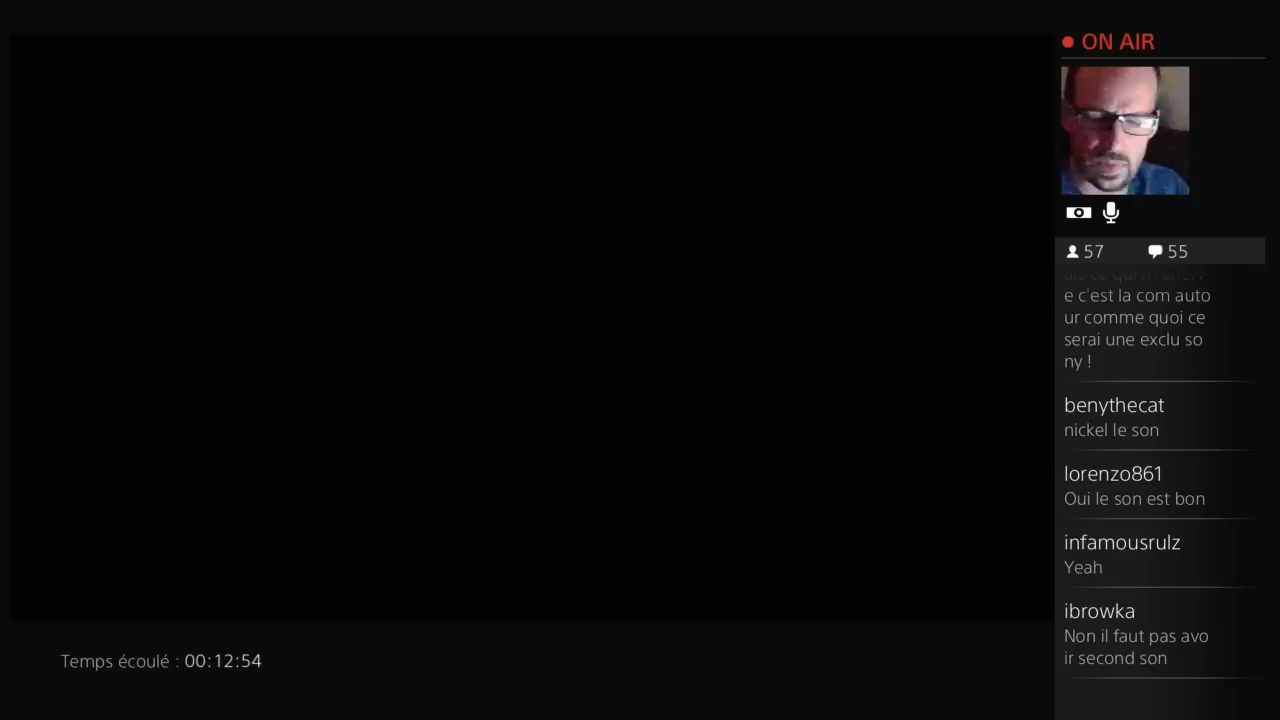 ON AIR
57 55
e c'est la com auto
ur comme quoi ce
serai une exclu so
ny !
benythecat
nickel le son
lorenzo861
Oui le son est bon
infamousrulz
Yeah
ibrowka
Non il faut pas avo
ir second son
Temps écoulé : 00:12:54